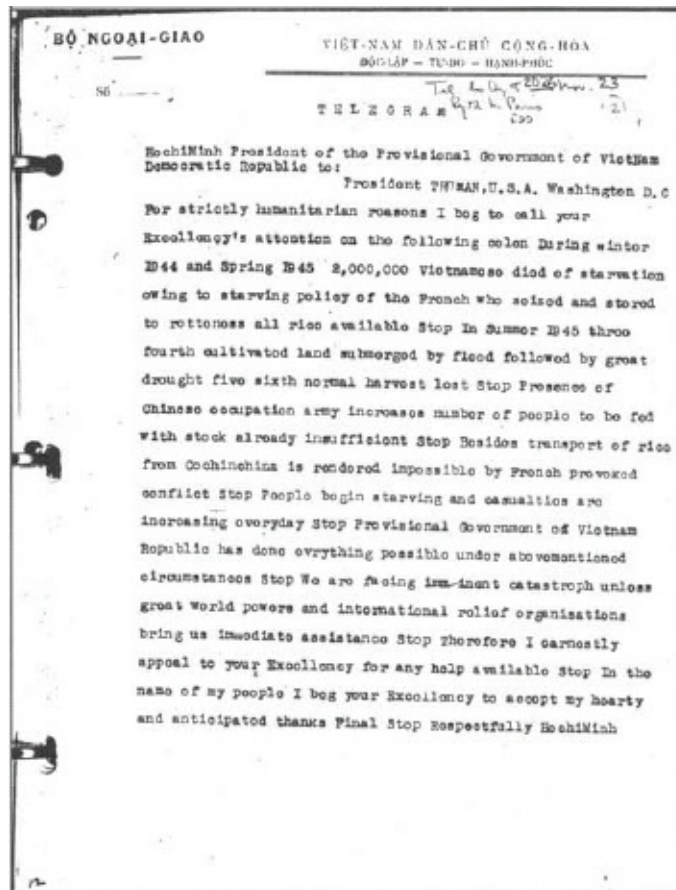 BỘ NGOẠI-GIAO
VIỆT-NAM DÂN-CHỦ CỘNG-HÒA
ĐỘC-LẬP — TỰ-DO — HẠNH-PHÚC
Số
TELEGRAM
HochiMinh President of the Provisional Government of VietNam
Democratic Republic to:
President TRUMAN,U.S.A. Washington D.C
For strictly humanitarian reasons I beg to call your
Excellency's attention on the following colon During winter
1944 and Spring 1945 2,000,000 Vietnamese died of starvation
owing to starving policy of the French who seized and stored
to rottenness all rice available Stop In Summer 1945 three
fourth cultivated land submerged by flood followed by great
drought five sixth normal harvest lost Stop Presence of
Chinese occupation army increases number of people to be fed
with stock already insufficient Stop Besides transport of rice
from Cochinchina is rendered impossible by French provoked
conflict Stop People begin starving and casualties are
increasing everyday Stop Provisional Government of Vietnam
Republic has done evrything possible under abovementioned
circumstances Stop We are facing imminent catastroph unless
great world powers and international relief organisations
bring us immediate assistance Stop Therefore I earnestly
appeal to your Excellency for any help available Stop In the
name of my people I beg your Excellency to accept my hearty
and anticipated thanks Final Stop Respectfully HochiMinh